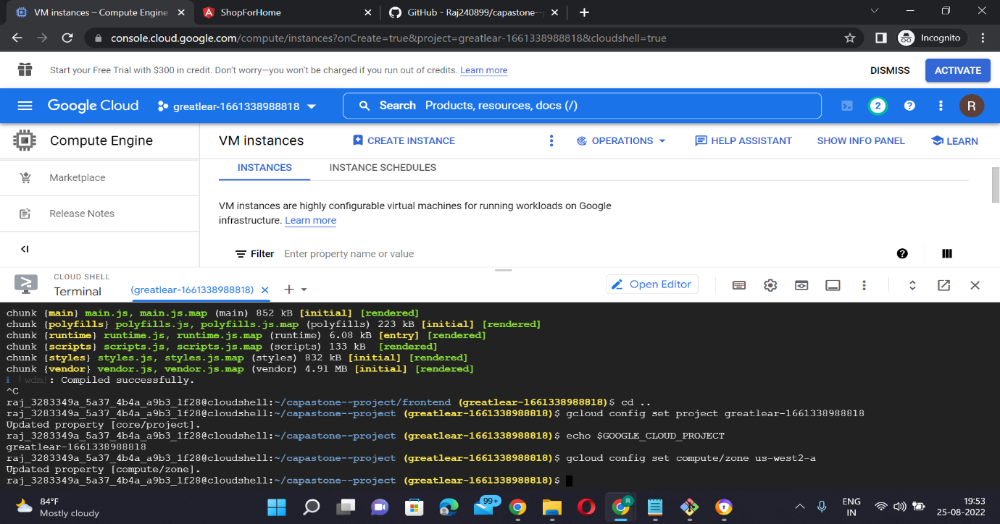 VM instances – Compute Engine
ShopForHome
GitHub - Raj240899/capastone--
console.cloud.google.com/compute/instances?onCreate=true&project=greatlear-1661338988818&cloudshell=true
Incognito
Start your Free Trial with $300 in credit. Don't worry—you won't be charged if you run out of credits. Learn more
DISMISS
ACTIVATE
Google Cloud
greatlear-1661338988818
Search Products, resources, docs (/)
2
R
Compute Engine
VM instances
CREATE INSTANCE
OPERATIONS
HELP ASSISTANT
SHOW INFO PANEL
LEARN
Marketplace
Release Notes
INSTANCES
INSTANCE SCHEDULES
VM instances are highly configurable virtual machines for running workloads on Google
infrastructure. Learn more
Filter Enter property name or value
CLOUD SHELL
Terminal
(greatlear-1661338988818)
Open Editor
chunk {main} main.js, main.js.map (main) 852 kB [initial] [rendered]
chunk {polyfills} polyfills.js, polyfills.js.map (polyfills) 223 kB [initial] [rendered]
chunk {runtime} runtime.js, runtime.js.map (runtime) 6.08 kB [entry] [rendered]
chunk {scripts} scripts.js, scripts.js.map (scripts) 133 kB [rendered]
chunk {styles} styles.js, styles.js.map (styles) 832 kB [initial] [rendered]
chunk {vendor} vendor.js, vendor.js.map (vendor) 4.91 MB [initial] [rendered]
i ｢wdm｣: Compiled successfully.
^C
raj_3283349a_5a37_4b4a_a9b3_1f28@cloudshell:~/capastone--project/frontend (greatlear-1661338988818)$ cd ..
raj_3283349a_5a37_4b4a_a9b3_1f28@cloudshell:~/capastone--project (greatlear-1661338988818)$ gcloud config set project greatlear-1661338988818
Updated property [core/project].
raj_3283349a_5a37_4b4a_a9b3_1f28@cloudshell:~/capastone--project (greatlear-1661338988818)$ echo $GOOGLE_CLOUD_PROJECT
greatlear-1661338988818
raj_3283349a_5a37_4b4a_a9b3_1f28@cloudshell:~/capastone--project (greatlear-1661338988818)$ gcloud config set compute/zone us-west2-a
Updated property [compute/zone].
raj_3283349a_5a37_4b4a_a9b3_1f28@cloudshell:~/capastone--project (greatlear-1661338988818)$
84°F
Mostly cloudy
99+
R
ENG
IN
19:53
25-08-2022